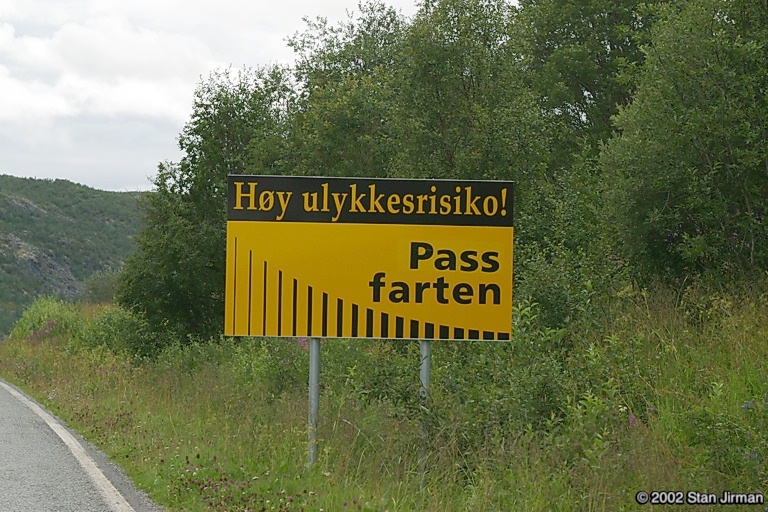 Høy ulykkesrisiko!
Pass
farten
©2002 Stan Jirman